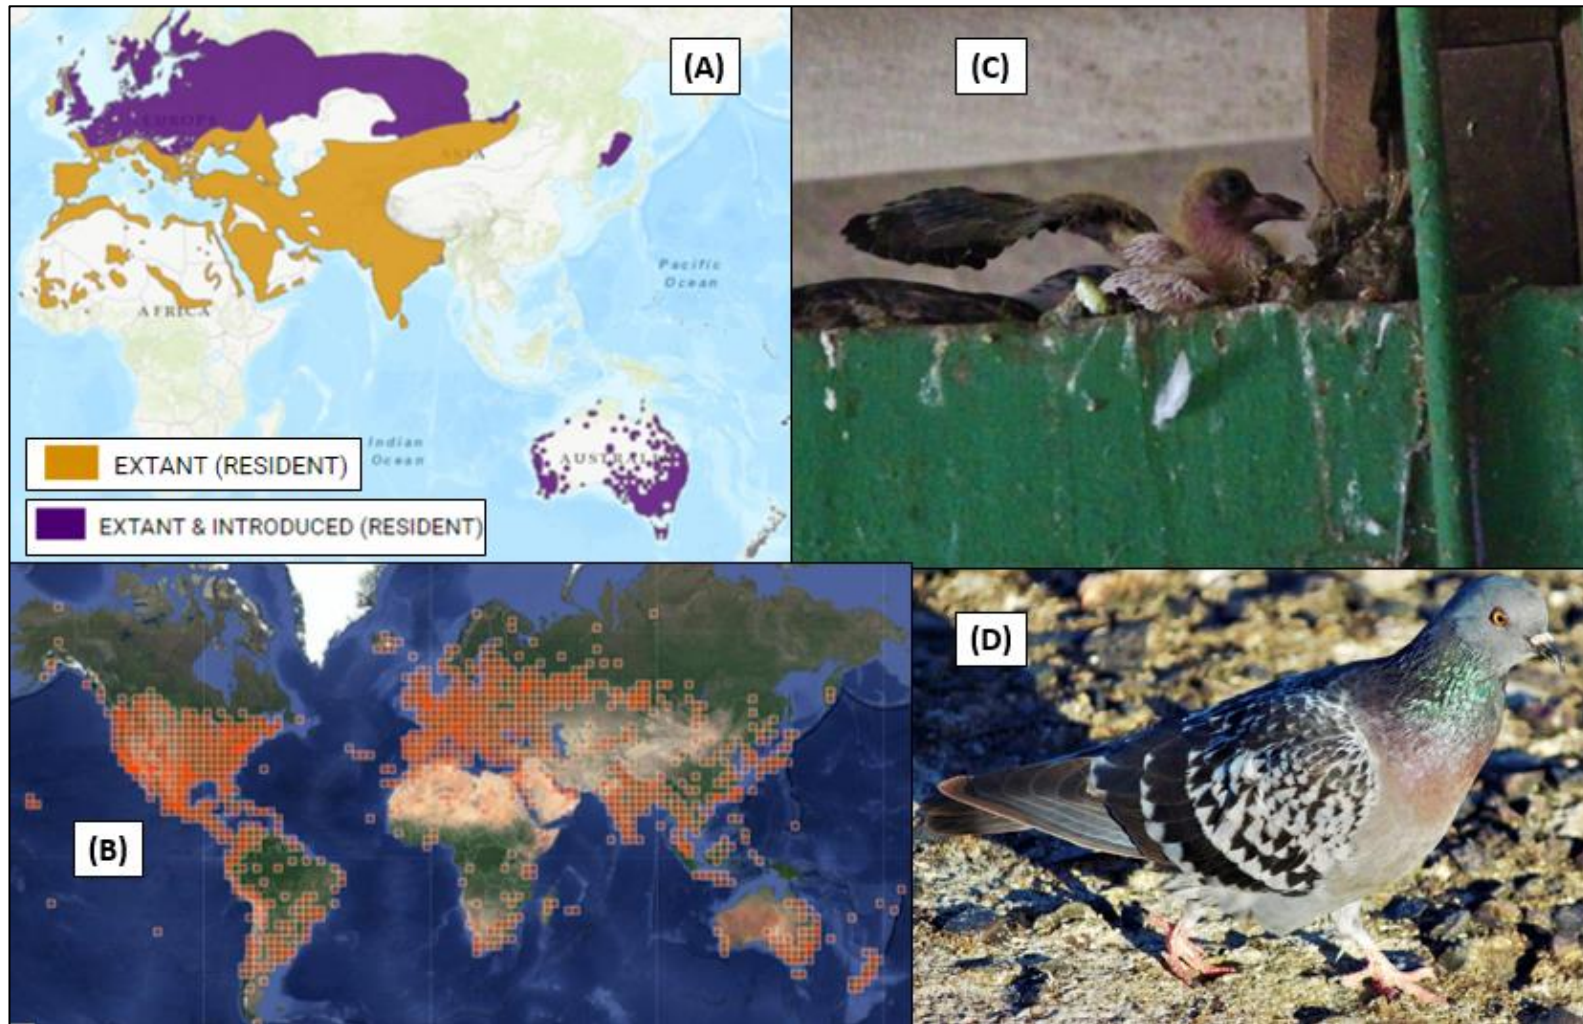 (A)
EUROPE
ASIA
Pacific
Ocean
AFRICA
Indian
Ocean
AUSTRALIA
EXTANT (RESIDENT)
EXTANT & INTRODUCED (RESIDENT)
(C)
(B)
(D)